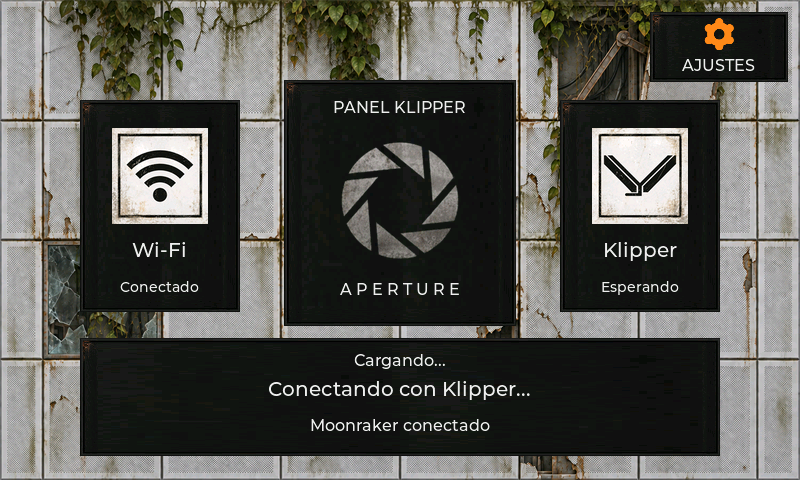 AJUSTES
PANEL KLIPPER
Wi-Fi
Conectado
APERTURE
Klipper
Esperando
Cargando...
Conectando con Klipper...
Moonraker conectado